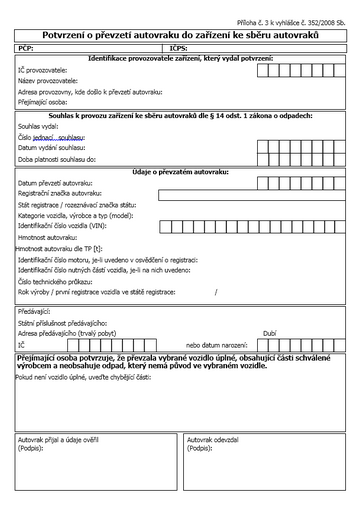 Příloha č. 3 k vyhlášce č. 352/2008 Sb.
Potvrzení o převzetí autovraku do zařízení ke sběru autovraků
PČP: IČPS:
Identifikace provozovatele zařízení, který vydal potvrzení:
IČ provozovatele:
Název provozovatele:
Adresa provozovny, kde došlo k převzetí autovraku:
Přejímající osoba:
Souhlas k provozu zařízení ke sběru autovraků dle § 14 odst. 1 zákona o odpadech:
Souhlas vydal:
Číslo jednací souhlasu:
Datum vydání souhlasu:
Doba platnosti souhlasu do:
Údaje o převzatém autovraku:
Datum převzetí autovraku:
Registrační značka autovraku:
Stát registrace / rozeznávací značka státu:
Kategorie vozidla, výrobce a typ (model):
Identifikační číslo vozidla (VIN):
Hmotnost autovraku:
Hmotnost autovraku dle TP [t]:
Identifikační číslo motoru, je-li uvedeno v osvědčení o registraci:
Identifikační číslo nutných částí vozidla, je-li na nich uvedeno:
Číslo technického průkazu:
Rok výroby / první registrace vozidla ve státě registrace: /
Předávající:
Státní příslušnost předávajícího:
Adresa předávajícího (trvalý pobyt) Dubí
IČ nebo datum narození:
Přejímající osoba potvrzuje, že převzala vybrané vozidlo úplné, obsahující části schválené
výrobcem a neobsahuje odpad, který nemá původ ve vybraném vozidle.
Pokud není vozidlo úplné, uveďte chybějící části:
Autovrak přijal a údaje ověřil Autovrak odevzdal
(Podpis): (Podpis):